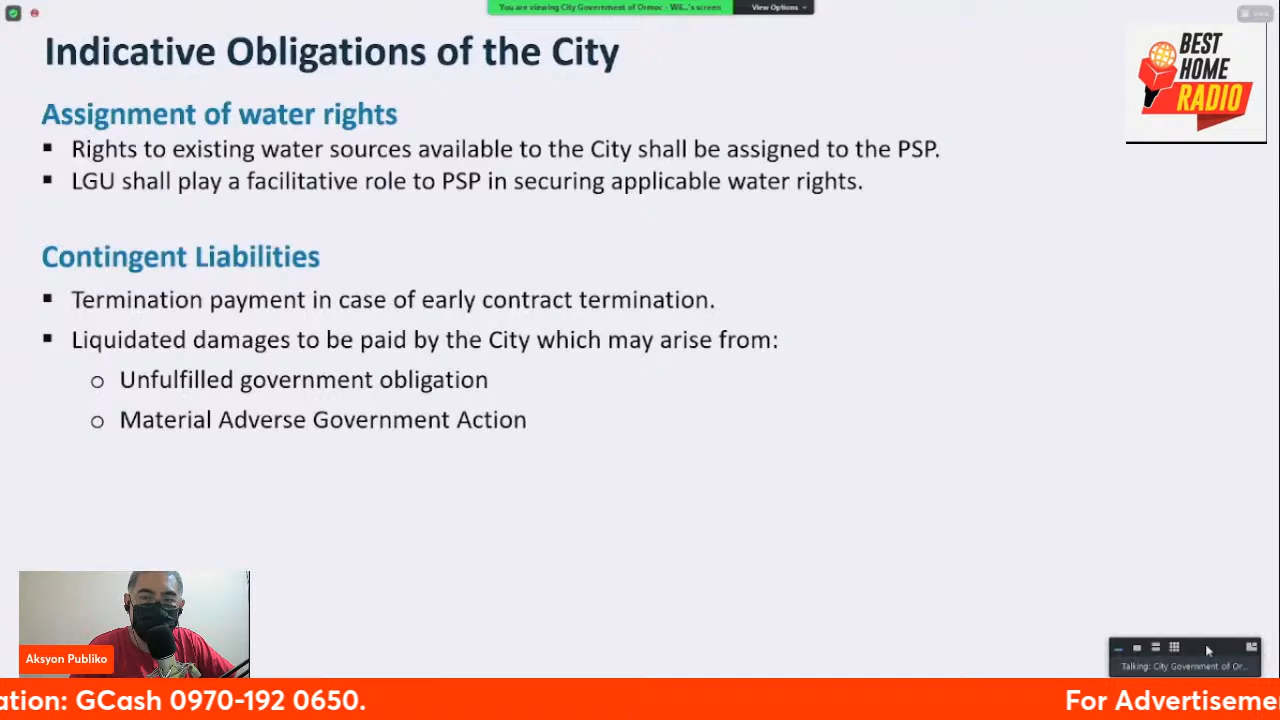 You are viewing City Government of Ormoc - Wil...'s screen
View Options
View
Indicative Obligations of the City
BEST
HOME
RADIO
Assignment of water rights
▪ Rights to existing water sources available to the City shall be assigned to the PSP.
▪ LGU shall play a facilitative role to PSP in securing applicable water rights.
Contingent Liabilities
▪ Termination payment in case of early contract termination.
▪ Liquidated damages to be paid by the City which may arise from:
o Unfulfilled government obligation
o Material Adverse Government Action
Aksyon Publiko
Talking: City Government of Or...
ation: GCash 0970-192 0650.
For Advertiseme